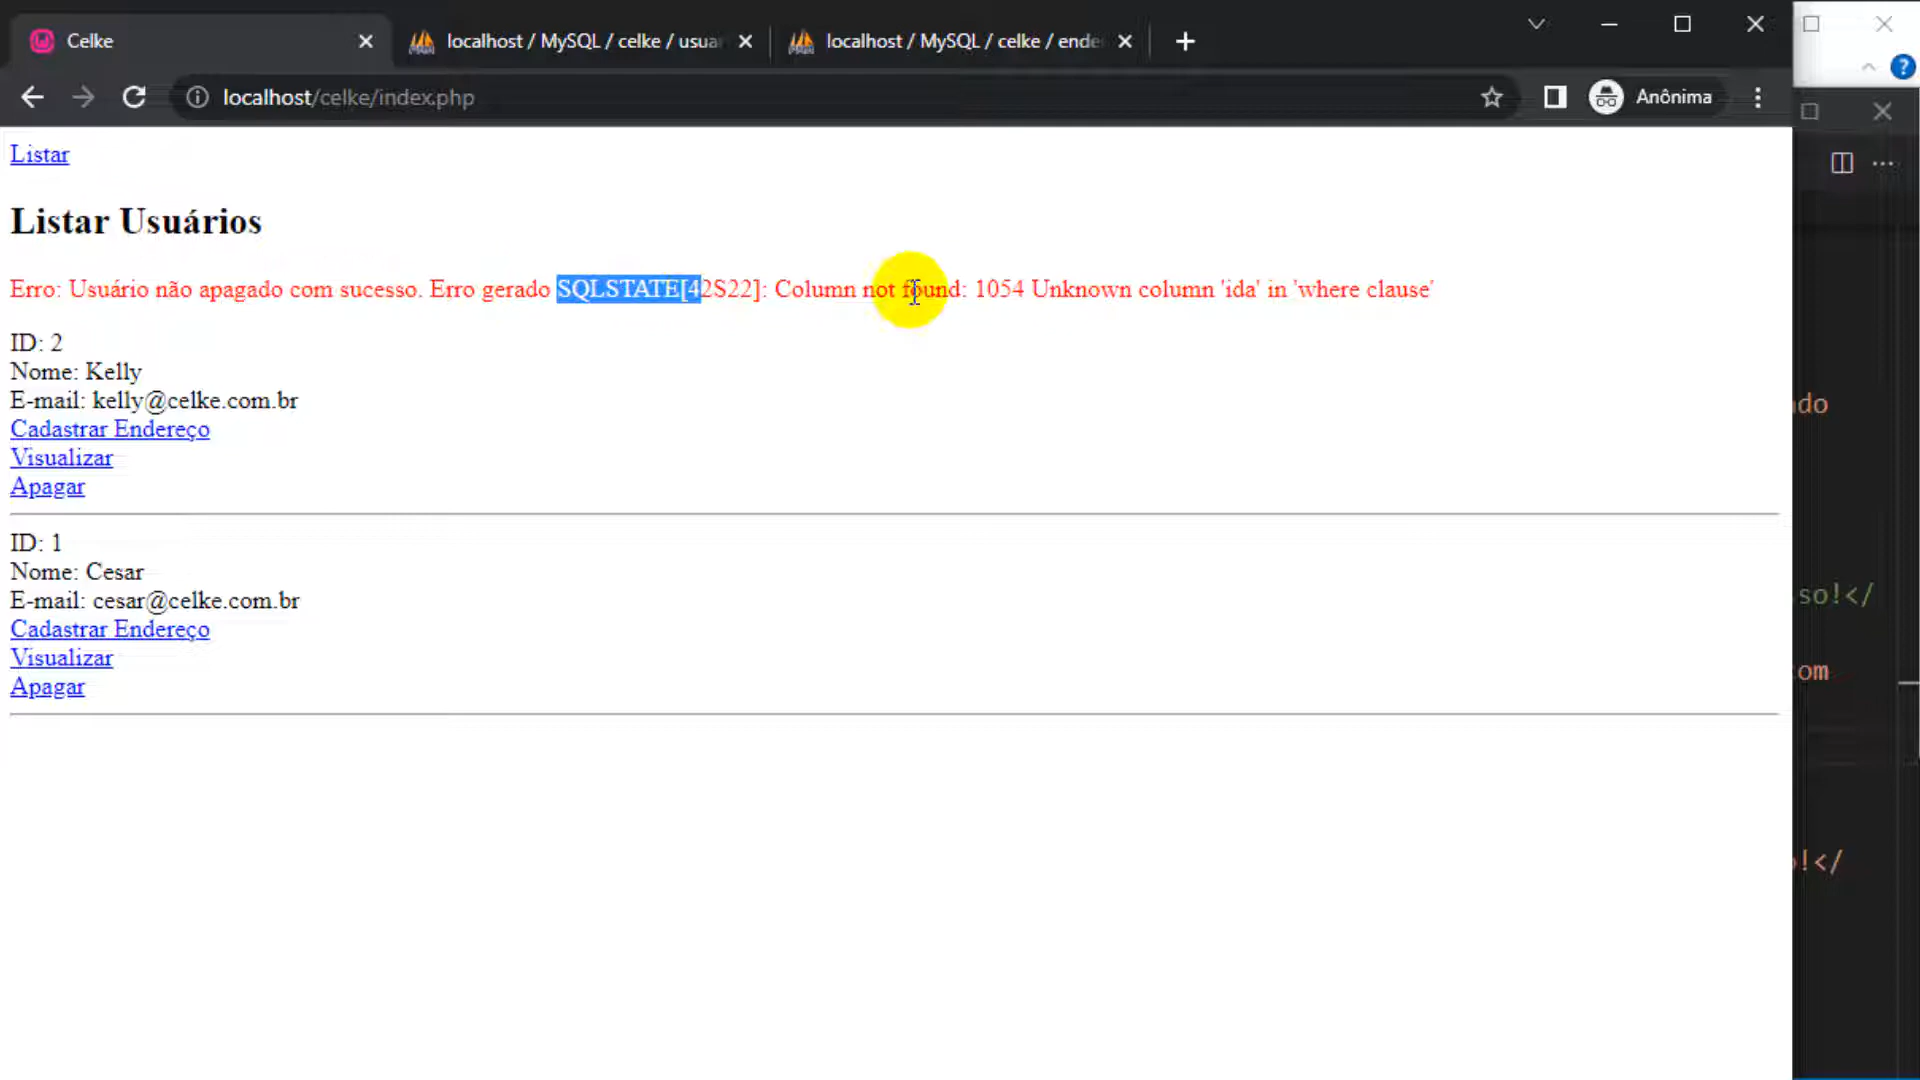 Celke
localhost / MySQL / celke / usua
localhost / MySQL / celke / ende
localhost/celke/index.php
Anônima
Listar
Listar Usuários
Erro: Usuário não apagado com sucesso. Erro gerado SQLSTATE[42S22]: Column not found: 1054 Unknown column 'ida' in 'where clause'
ID: 2
Nome: Kelly
E-mail: kelly@celke.com.br
Cadastrar Endereço
Visualizar
Apagar
ID: 1
Nome: Cesar
E-mail: cesar@celke.com.br
Cadastrar Endereço
Visualizar
Apagar
do
so!</
om
!</